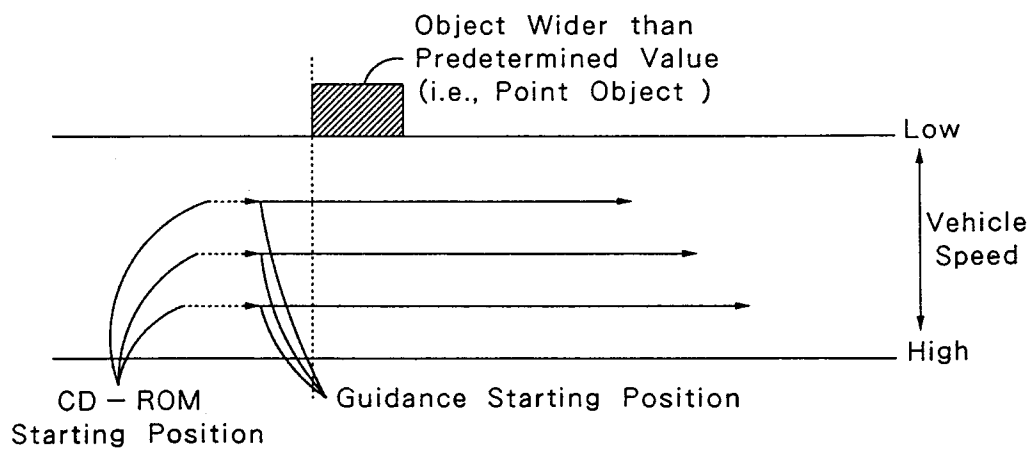 Object Wider than
Predetermined Value
(i.e., Point Object )
Low
Vehicle
Speed
High
CD - ROM
Starting Position
Guidance Starting Position